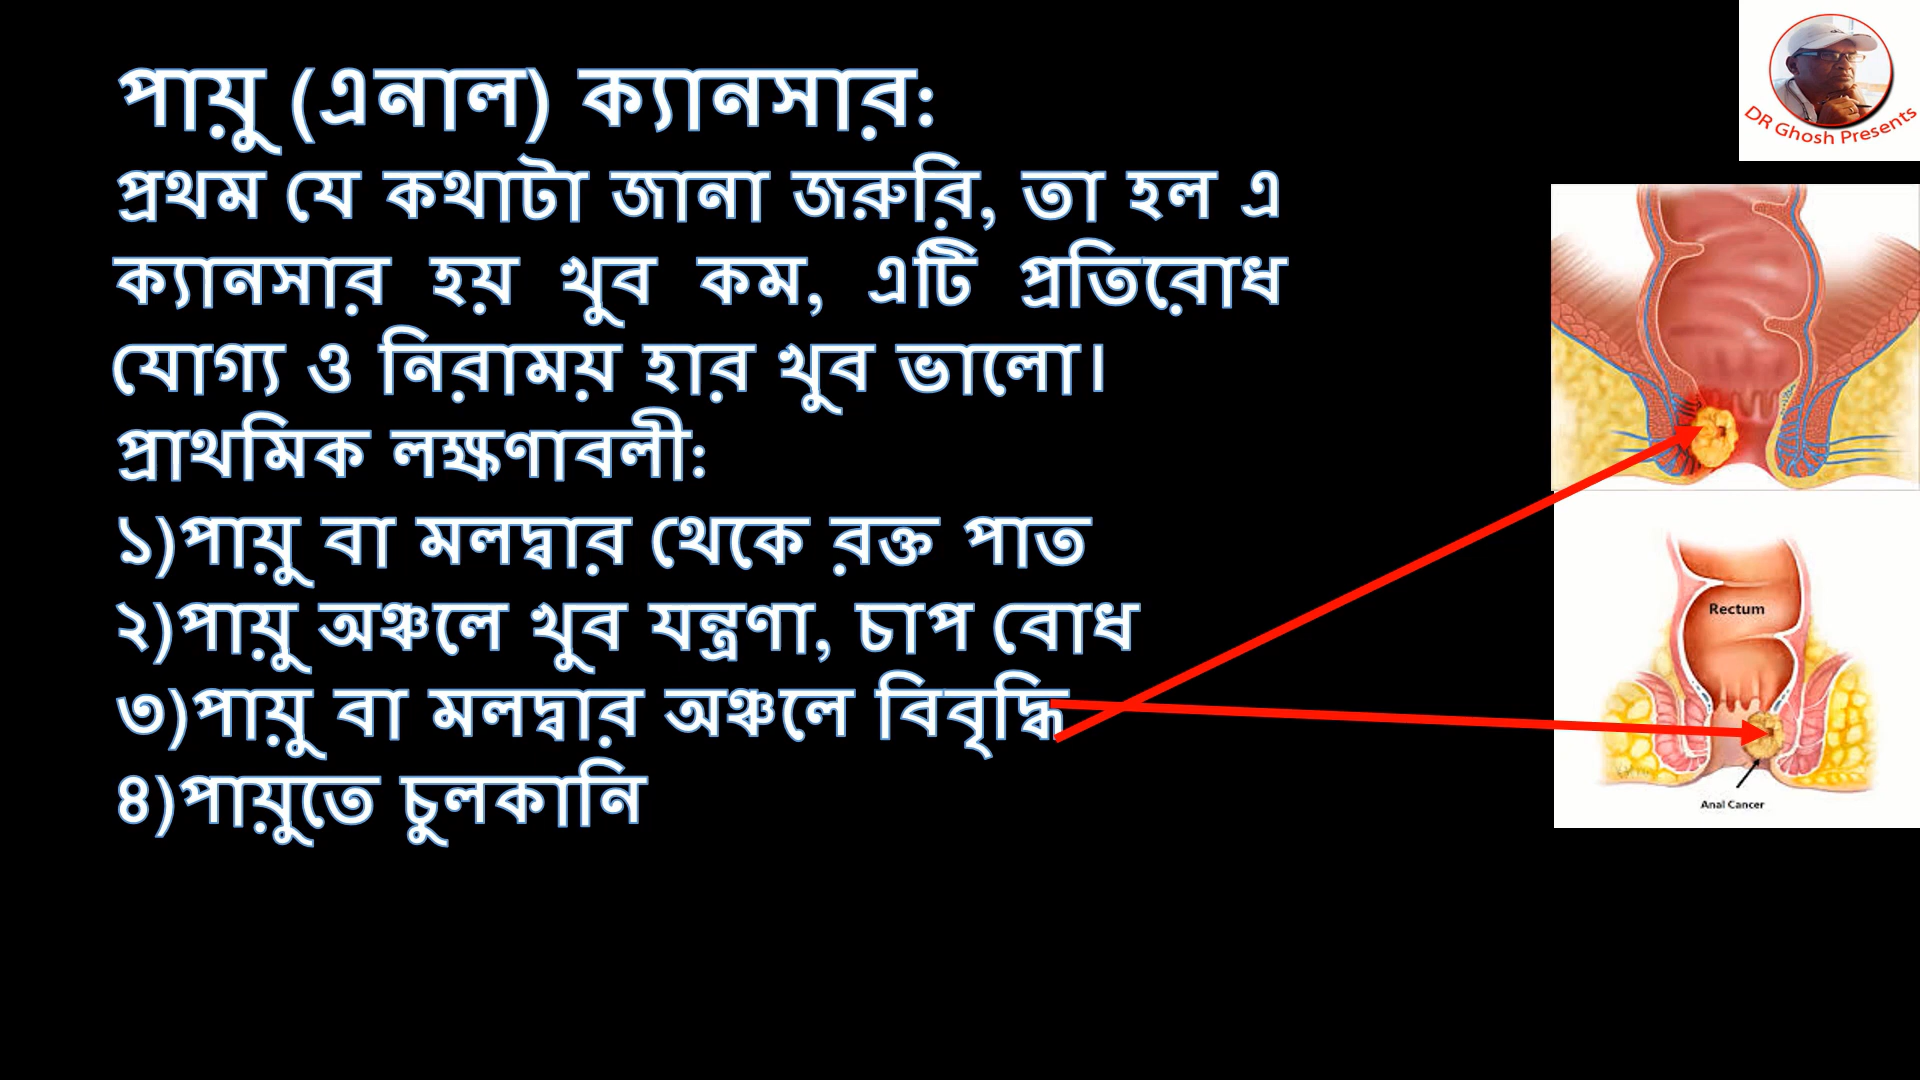 পায়ু (এনাল) ক্যানসার:
প্রথম যে কথাটা জানা জরুরি, তা হল এ
ক্যানসার হয় খুব কম, এটি প্রতিরোধ
যোগ্য ও নিরাময় হার খুব ভালো।
প্রাথমিক লক্ষণাবলী:
১)পায়ু বা মলদ্বার থেকে রক্ত পাত
২)পায়ু অঞ্চলে খুব যন্ত্রণা, চাপ বোধ
৩)পায়ু বা মলদ্বার অঞ্চলে বিবৃদ্ধি
৪)পায়ুতে চুলকানি
DR Ghosh Presents
Rectum
Anal Cancer